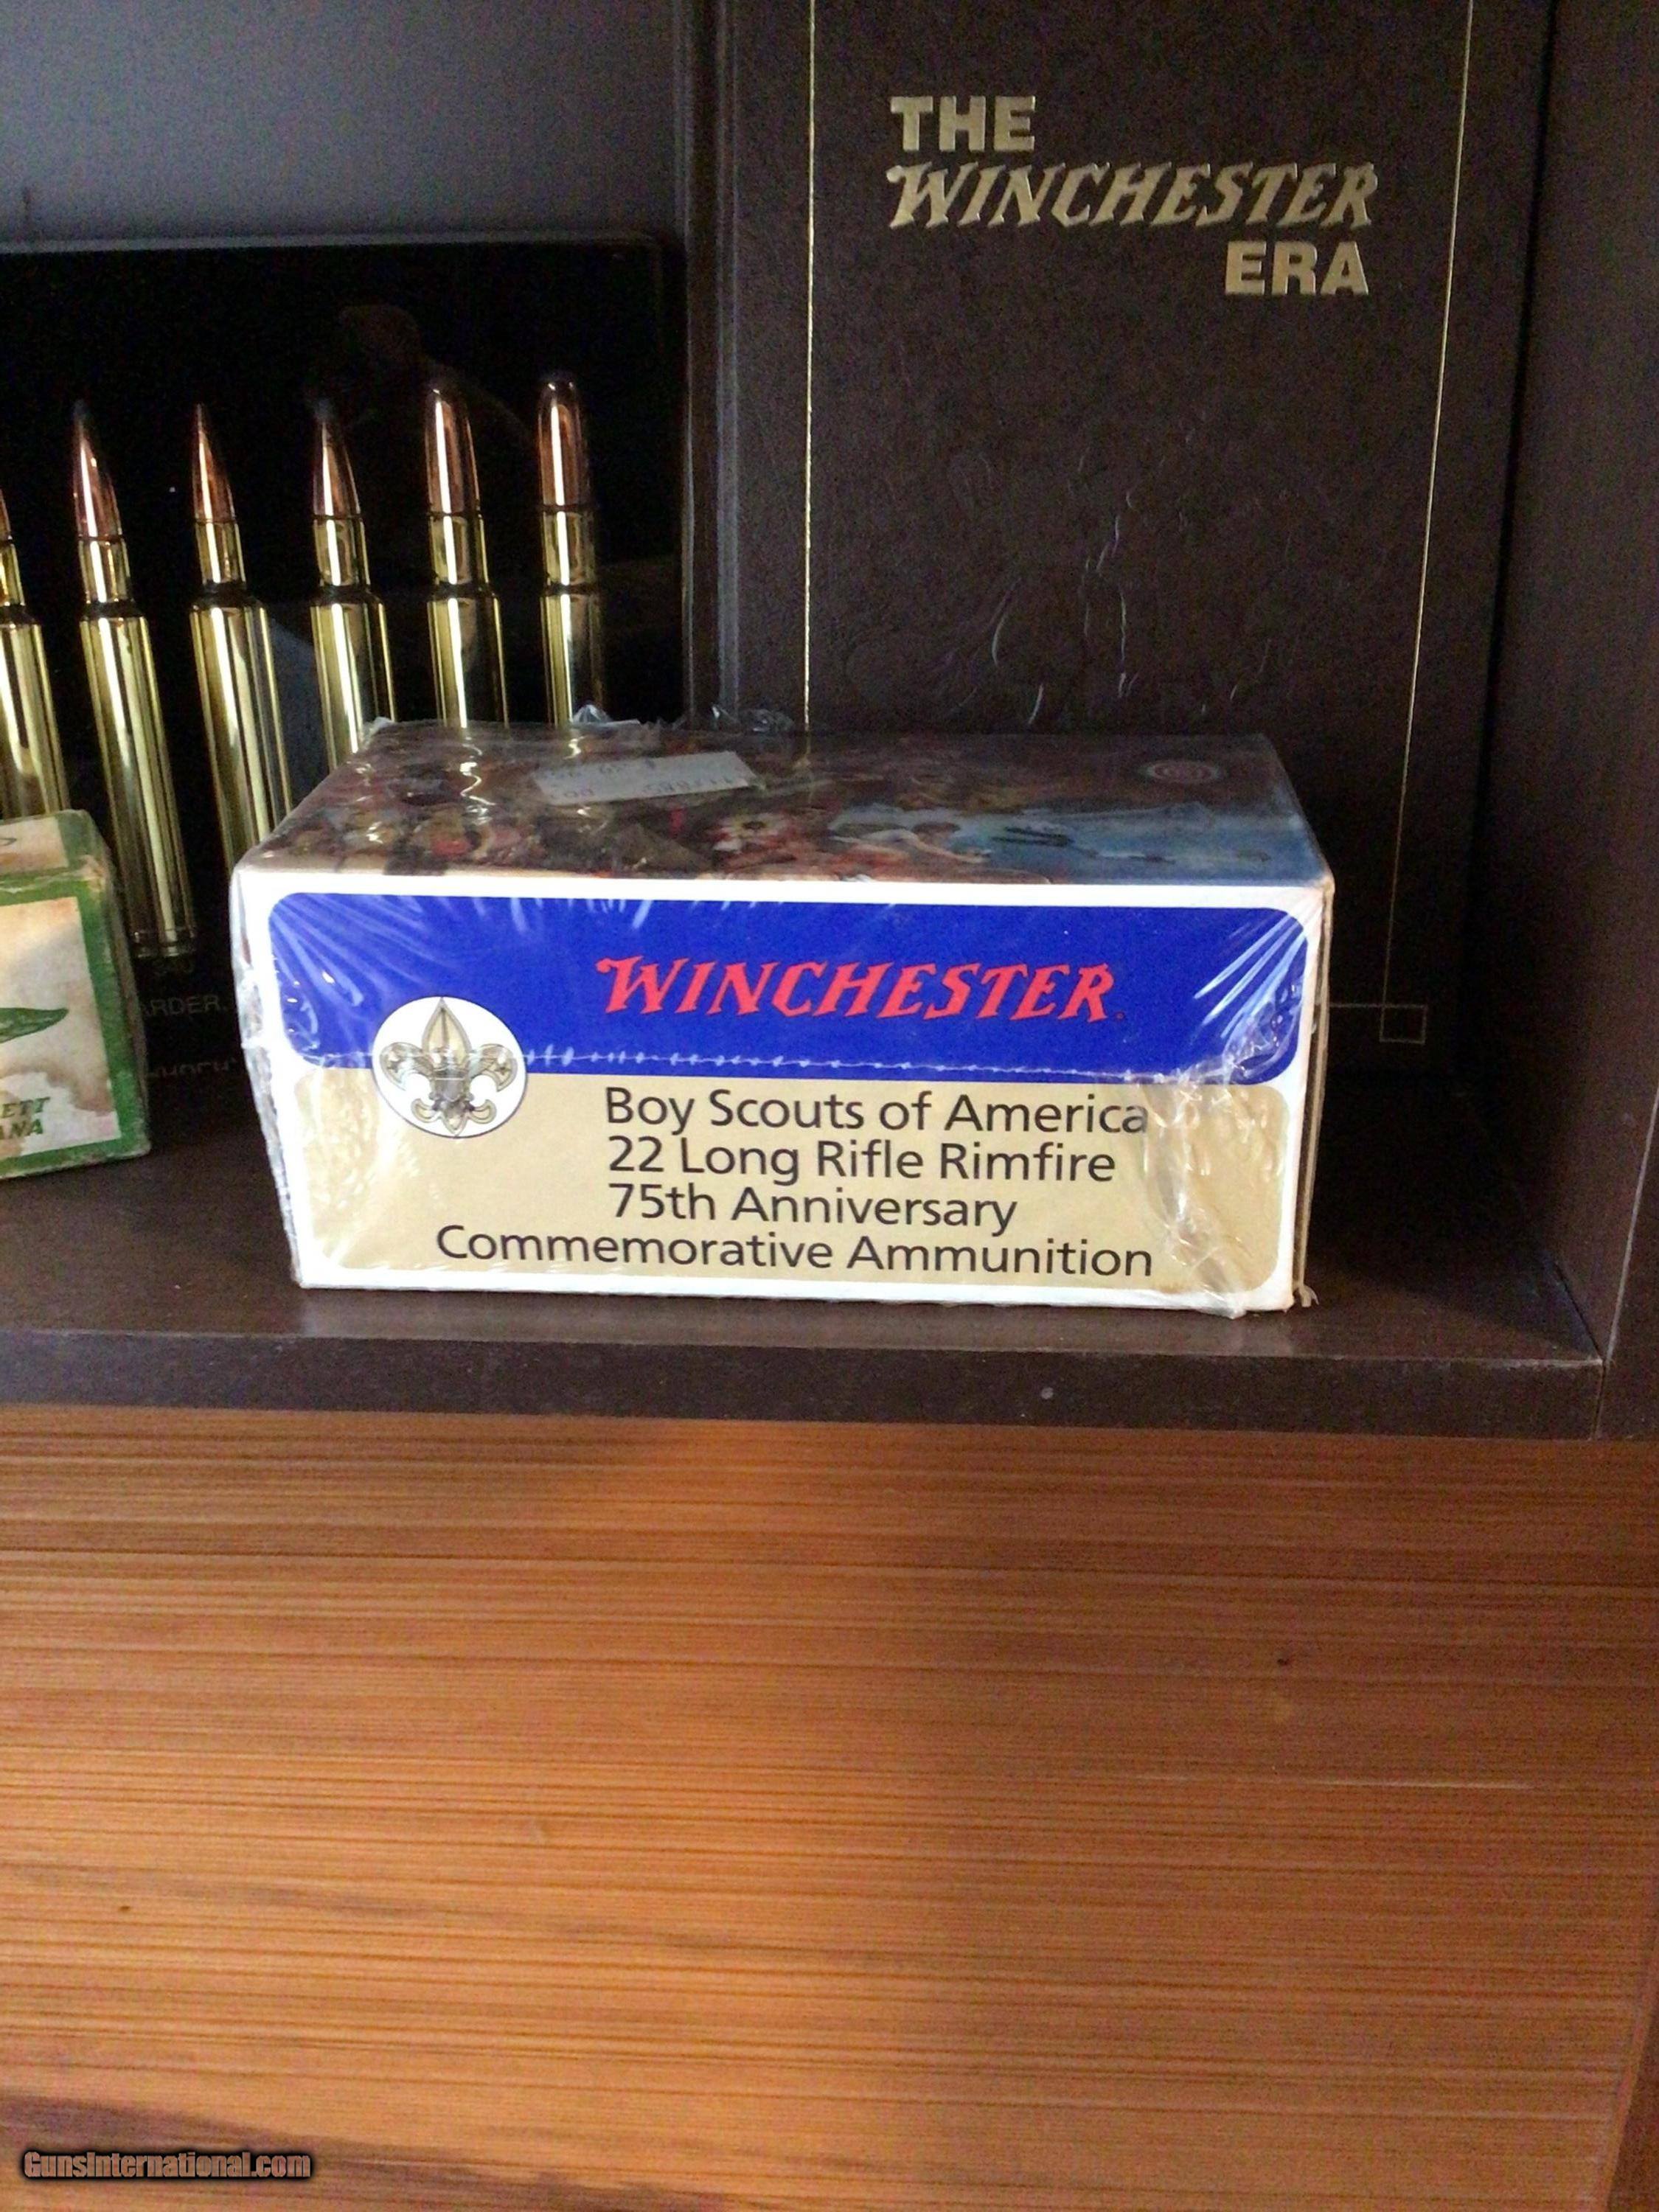 THE
WINCHESTER
ERA
WINCHESTER
Boy Scouts of America
22 Long Rifle Rimfire
75th Anniversary
Commemorative Ammunition
GunsInternational.com